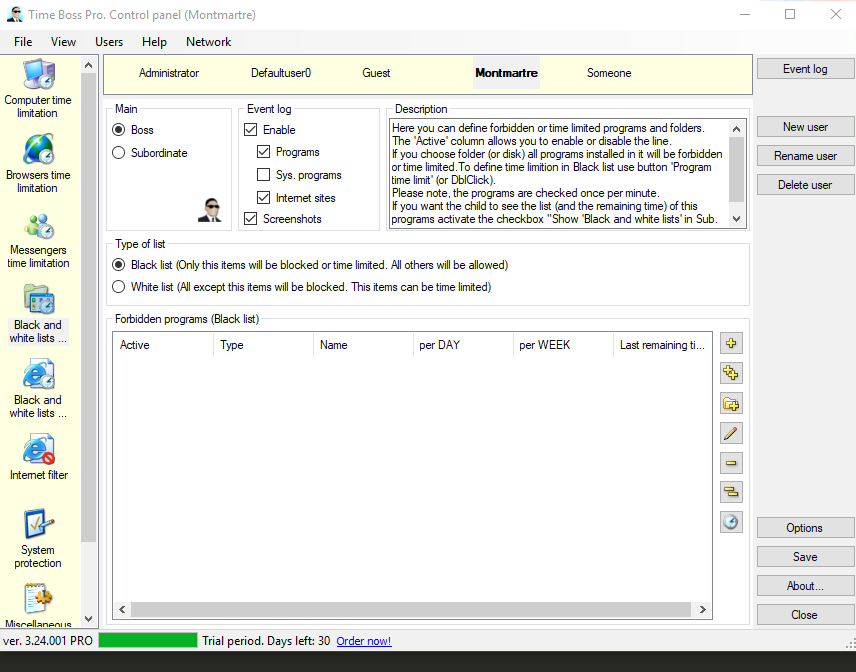 Time Boss Pro. Control panel (Montmartre)
File View Users Help Network
Computer time
limitation
Browsers time
limitation
Messengers
time limitation
Black and
white lists ...
Black and
white lists ...
Internet filter
System
protection
Miscellaneous
Administrator Defaultuser0 Guest Montmartre Someone
Main
Boss
Subordinate
Event log
Enable
Programs
Sys. programs
Internet sites
Screenshots
Description
Here you can define forbidden or time limited programs and folders.
The 'Active' column allows you to enable or disable the line.
If you choose folder (or disk) all programs installed in it will be forbidden
or time limited.To define time limition in Black list use button 'Program
time limit' (or DblClick).
Please note, the programs are checked once per minute.
If you want the child to see the list (and the remaining time) of this
programs activate the checkbox "Show 'Black and white lists' in Sub.
Type of list
Black list (Only this items will be blocked or time limited. All others will be allowed)
White list (All except this items will be blocked. This items can be time limited)
Forbidden programs (Black list)
Active Type Name per DAY per WEEK Last remaining ti...
Event log
New user
Rename user
Delete user
Options
Save
About...
Close
ver. 3.24.001 PRO Trial period. Days left: 30 Order now!